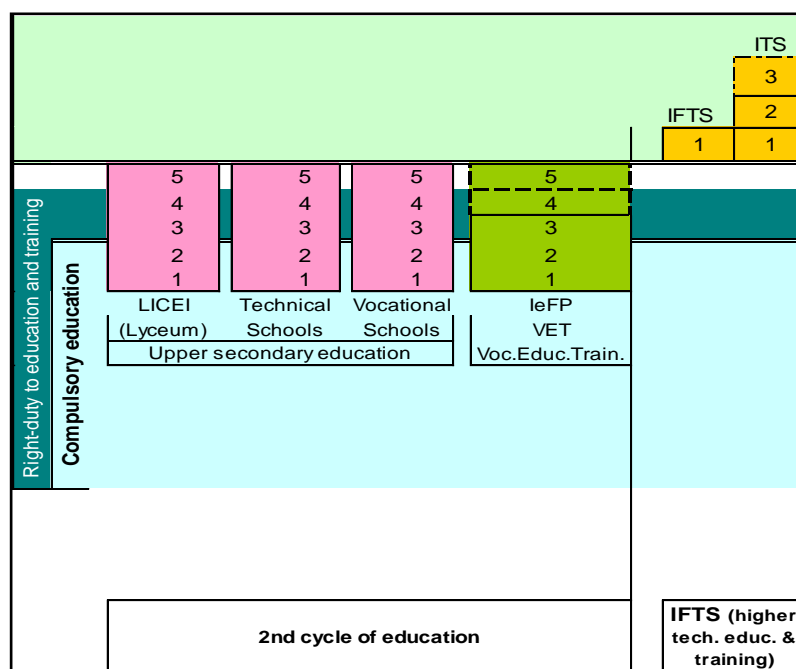 ITS
3
IFTS
2
1
1
5
5
5
5
4
4
4
4
3
3
3
3
2
2
2
2
1
1
1
1
LICEI
(Lyceum)
Technical
Schools
Vocational
Schools
Upper secondary education
IeFP
VET
Voc.Educ.Train.
Right-duty to education and training
Compulsory education
2nd cycle of education
IFTS (higher
tech. educ. &
training)